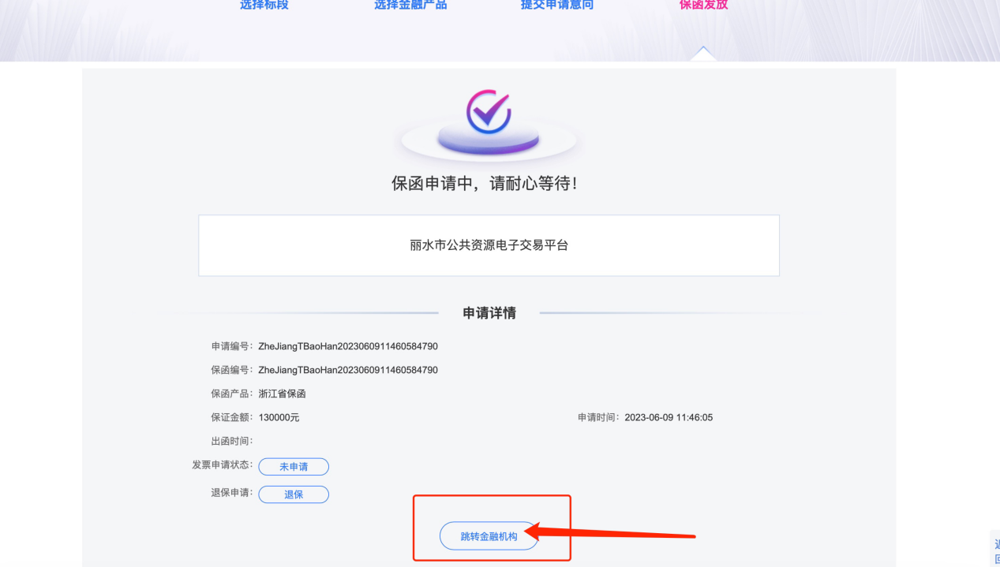 选择标段 选择金融产品 提交申请意向 保函发放
保函申请中，请耐心等待！
丽水市公共资源电子交易平台
申请详情
申请编号：ZheJiangTBaoHan2023060911460584790
保函编号：ZheJiangTBaoHan2023060911460584790
保函产品：浙江省保函
保证金额：130000元 申请时间：2023-06-09 11:46:05
出函时间：
发票申请状态：未申请
退保申请：退保
跳转金融机构